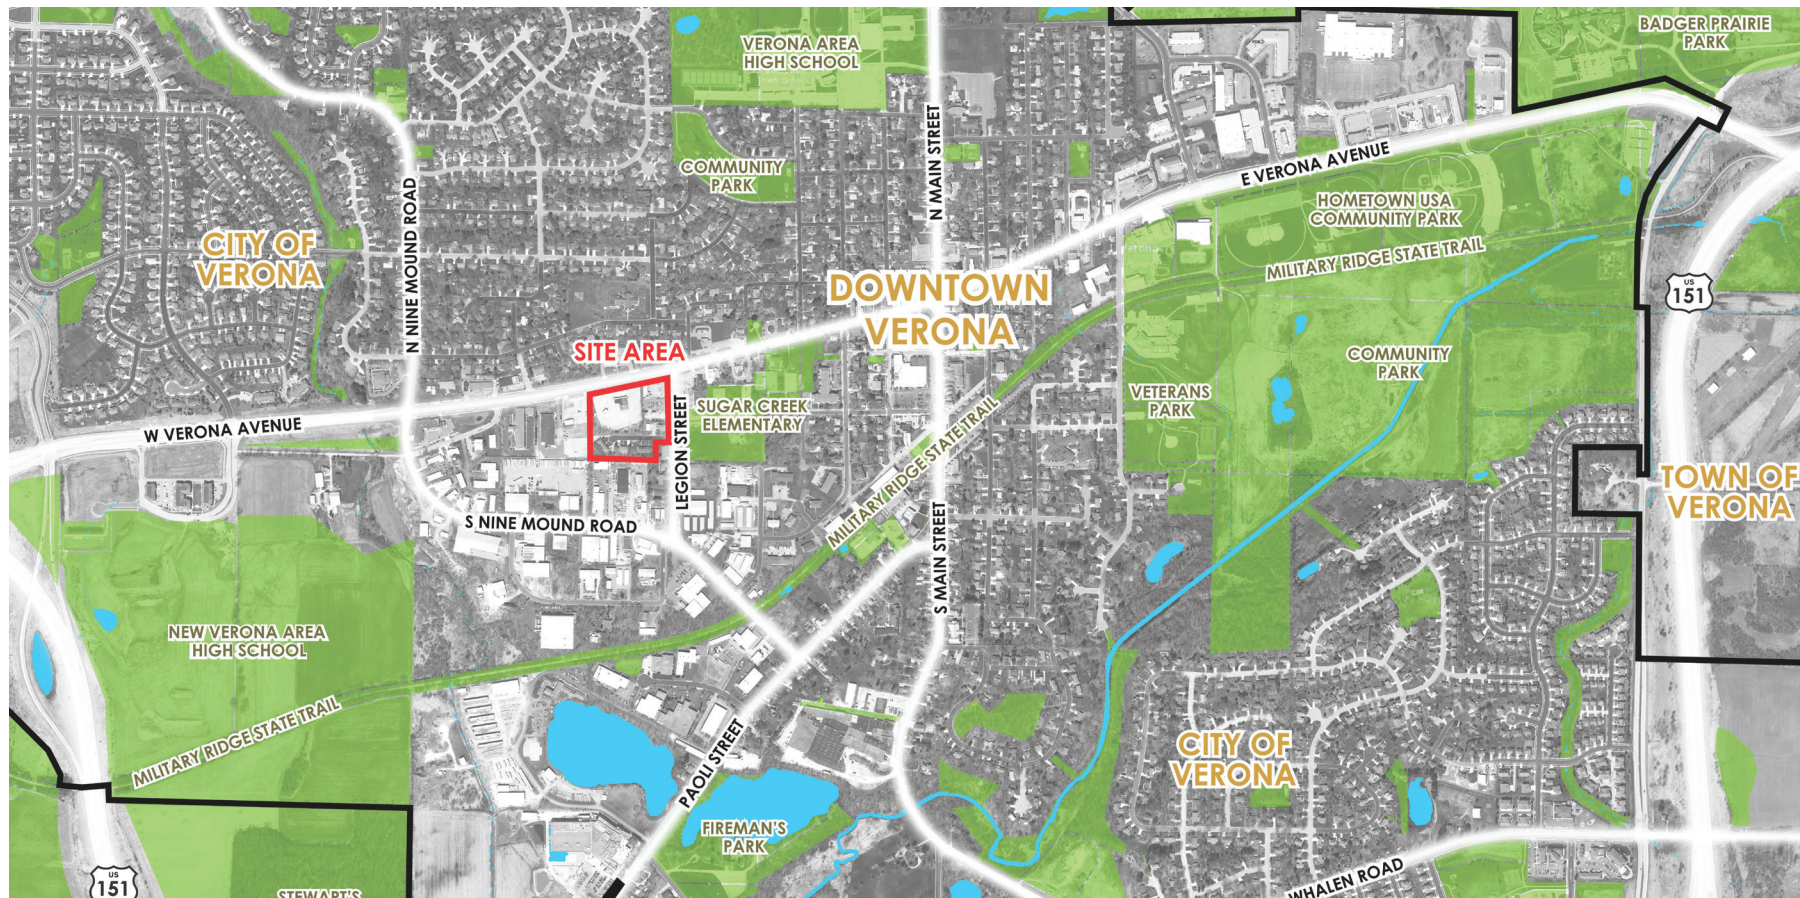 BADGER PRAIRIE
PARK
VERONA AREA
HIGH SCHOOL
N MAIN STREET
E VERONA AVENUE
COMMUNITY
PARK
N NINE MOUND ROAD
HOMETOWN USA
COMMUNITY PARK
CITY OF
VERONA
MILITARY RIDGE STATE TRAIL
DOWNTOWN
VERONA
US
151
SITE AREA
COMMUNITY
PARK
VETERANS
PARK
SUGAR CREEK
ELEMENTARY
W VERONA AVENUE
LEGION STREET
MILITARY RIDGE STATE TRAIL
TOWN OF
VERONA
S NINE MOUND ROAD
S MAIN STREET
NEW VERONA AREA
HIGH SCHOOL
MILITARY RIDGE STATE TRAIL
PAOLI STREET
CITY OF
VERONA
FIREMAN'S
PARK
US
151
WHALEN ROAD
STEWART'S